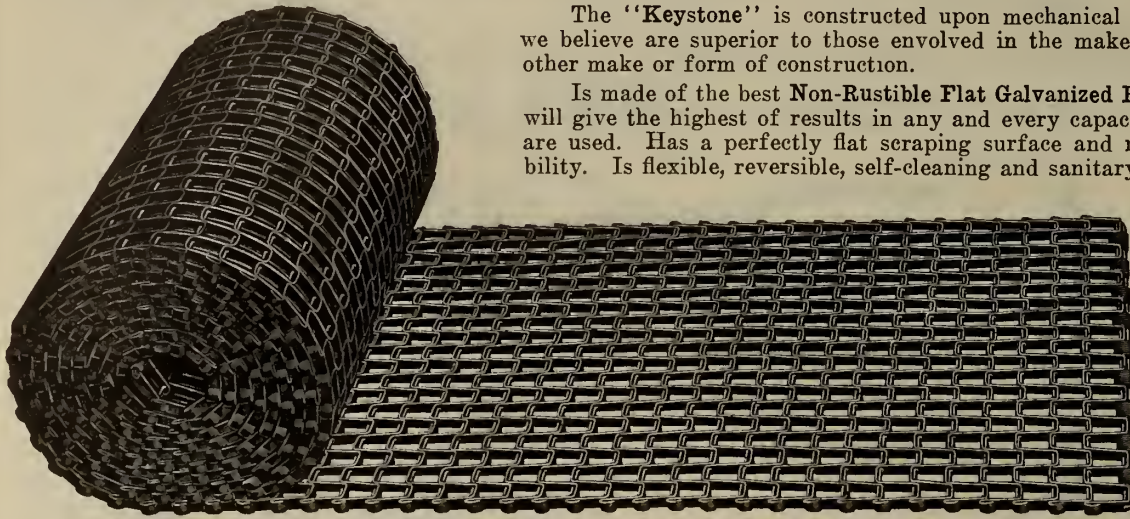 The "Keystone" is constructed upon mechanical
we believe are superior to those envolved in the make
other make or form of construction.
Is made of the best Non-Rustible Flat Galvanized
will give the highest of results in any and every capac
are used. Has a perfectly flat scraping surface and
bility. Is flexible, reversible, self-cleaning and sanitary